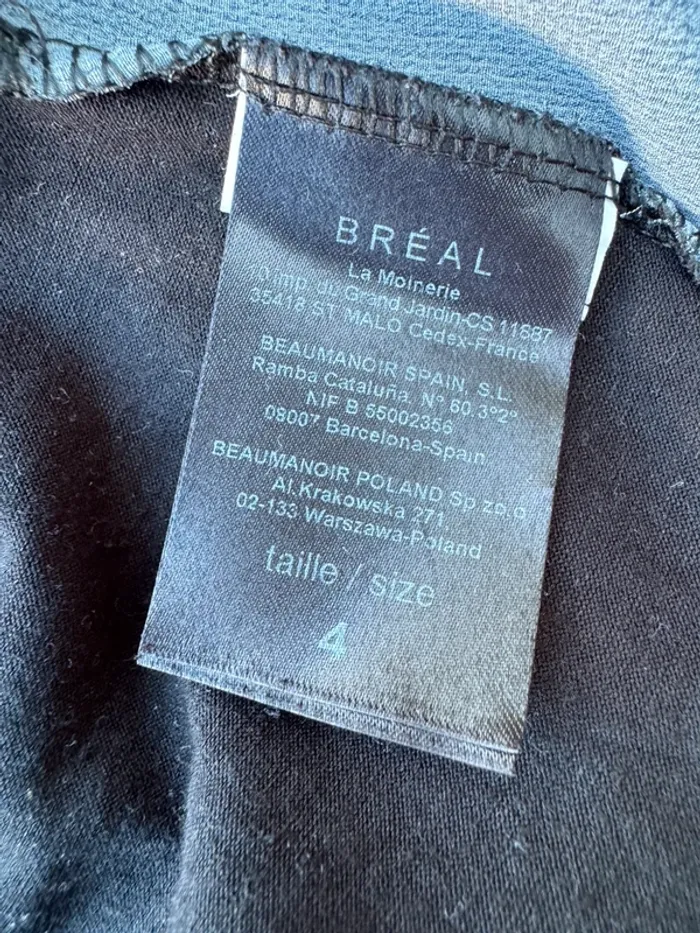 BRÉAL
La Moinerie
10 imp. du Grand Jardin-CS 11887
35418 ST MALO Cedex-France
BEAUMANOIR SPAIN, S.L.
Ramba Cataluña, N° 60.3°2°
NIF B 55002356
08007 Barcelona-Spain
BEAUMANOIR POLAND Sp zo.o
Al.Krakowska 271,
02-133 Warszawa-Poland
taille / size
4